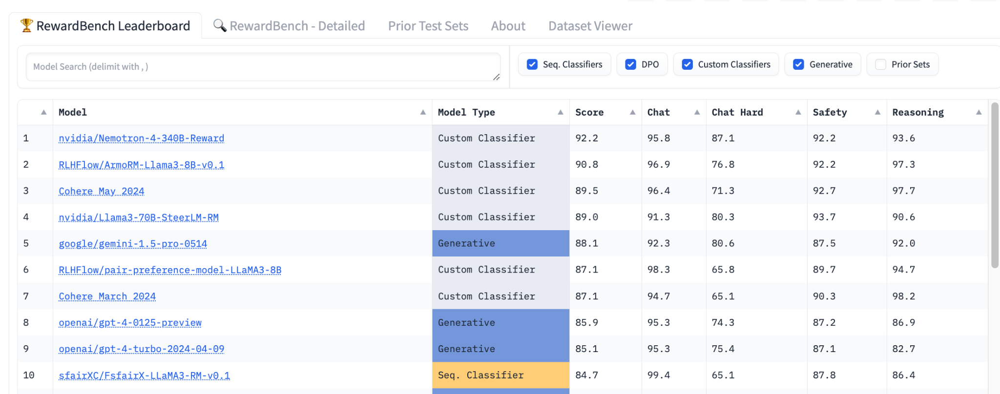 🏆 RewardBench Leaderboard 🔍 RewardBench - Detailed Prior Test Sets About Dataset Viewer
Model Search (delimit with , ) Seq. Classifiers DPO Custom Classifiers Generative Prior Sets
▲ Model ▲ Model Type ▲ Score ▲ Chat ▲ Chat Hard ▲ Safety ▲ Reasoning ▲
1 nvidia/Nemotron-4-340B-Reward Custom Classifier 92.2 95.8 87.1 92.2 93.6
2 RLHFlow/ArmoRM-Llama3-8B-v0.1 Custom Classifier 90.8 96.9 76.8 92.2 97.3
3 Cohere May 2024 Custom Classifier 89.5 96.4 71.3 92.7 97.7
4 nvidia/Llama3-70B-SteerLM-RM Custom Classifier 89.0 91.3 80.3 93.7 90.6
5 google/gemini-1.5-pro-0514 Generative 88.1 92.3 80.6 87.5 92.0
6 RLHFlow/pair-preference-model-LLaMA3-8B Custom Classifier 87.1 98.3 65.8 89.7 94.7
7 Cohere March 2024 Custom Classifier 87.1 94.7 65.1 90.3 98.2
8 openai/gpt-4-0125-preview Generative 85.9 95.3 74.3 87.2 86.9
9 openai/gpt-4-turbo-2024-04-09 Generative 85.1 95.3 75.4 87.1 82.7
10 sfairXC/FsfairX-LLaMA3-RM-v0.1 Seq. Classifier 84.7 99.4 65.1 87.8 86.4